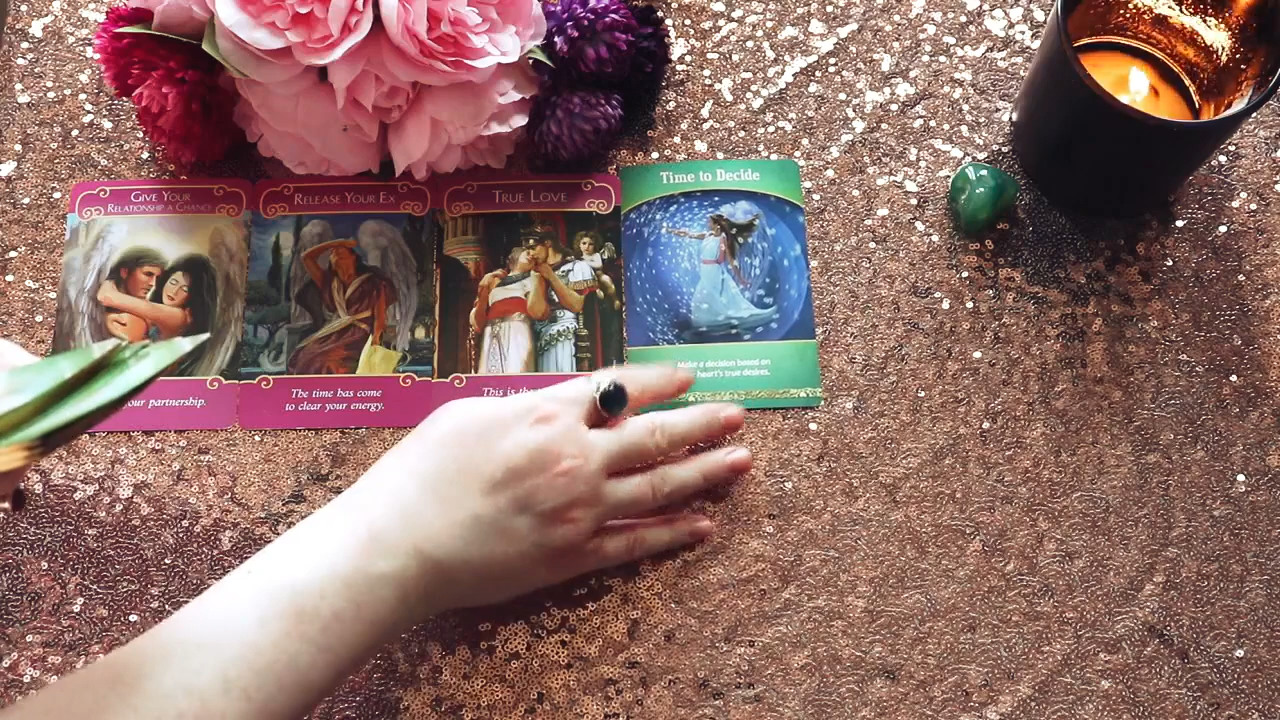 GIVE YOUR
RELATIONSHIP A CHANCE
our partnership.
RELEASE YOUR EX
The time has come
to clear your energy.
TRUE LOVE
This is the
Time to Decide
Make a decision based on
heart's true desires.